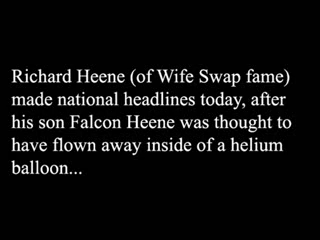 Richard Heene (of Wife Swap fame)
made national headlines today, after
his son Falcon Heene was thought to
have flown away inside of a helium
balloon...